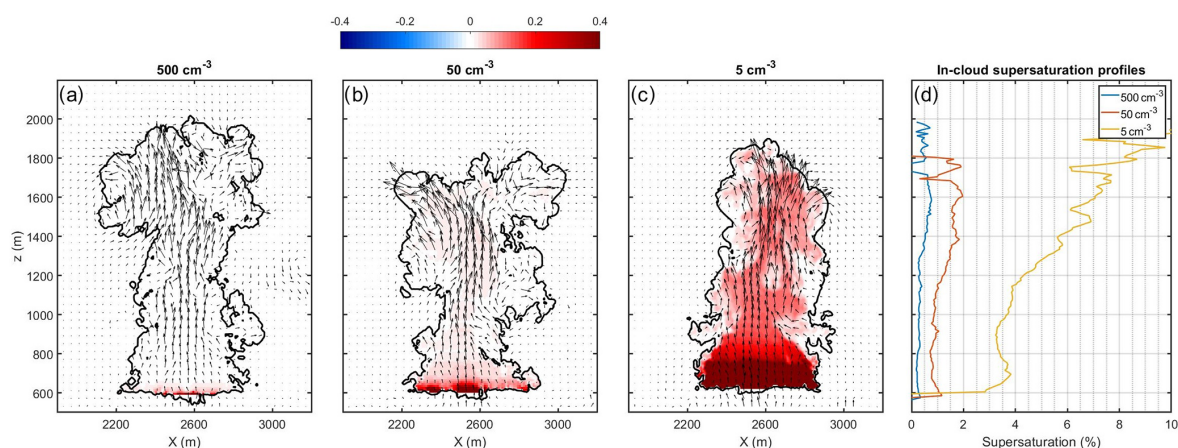 -0.4 -0.2 0 0.2 0.4
500 cm⁻³ 50 cm⁻³ 5 cm⁻³ In-cloud supersaturation profiles
(a) (b) (c) (d)
500 cm⁻³
50 cm⁻³
5 cm⁻³
2000
1800
1600
1400
1200
1000
800
600
z (m)
2200 2600 3000 2200 2600 3000 2200 2600 3000 0 2 4 6 8 10
X (m) X (m) X (m) Supersaturation (%)